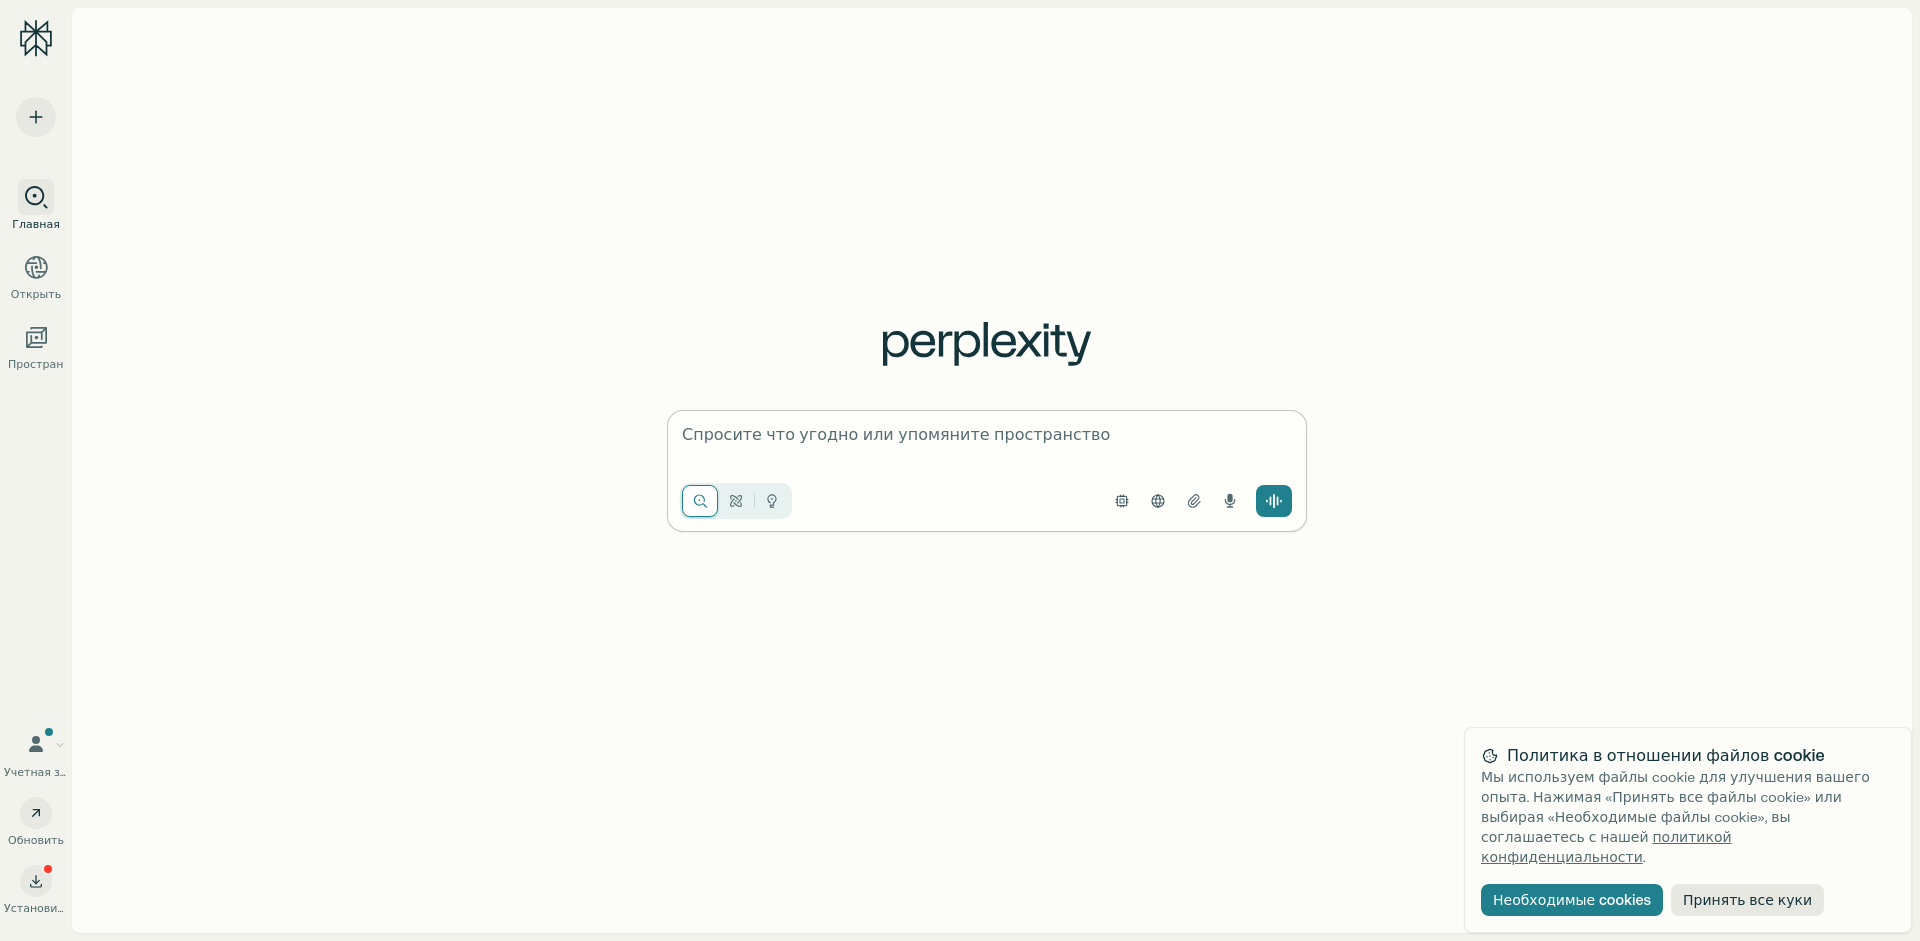 Главная
Открыть
Простран
perplexity
Спросите что угодно или упомяните пространство
Учетная з...
Обновить
Установи...
Политика в отношении файлов cookie
Мы используем файлы cookie для улучшения вашего
опыта. Нажимая «Принять все файлы cookie» или
выбирая «Необходимые файлы cookie», вы
соглашаетесь с нашей политикой
конфиденциальности.
Необходимые cookies
Принять все куки